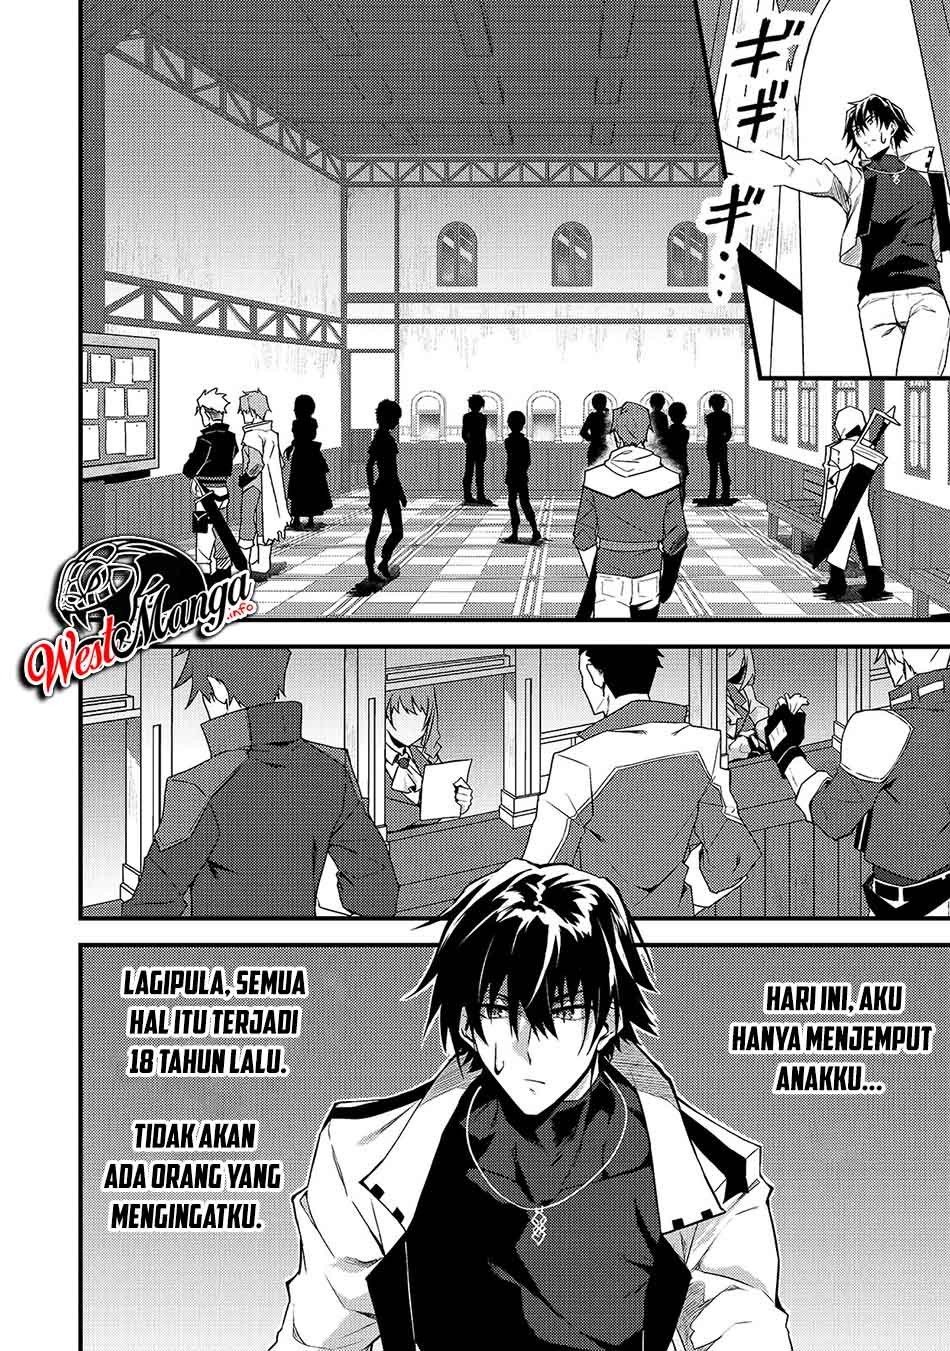 ギギギ...
WestManga
.info
HARI INI, AKU
HANYA MENJEMPUT
ANAKKU...
LAGIPULA, SEMUA
HAL ITU TERJADI
18 TAHUN LALU.
TIDAK AKAN
ADA ORANG YANG
MENGINGATKU.